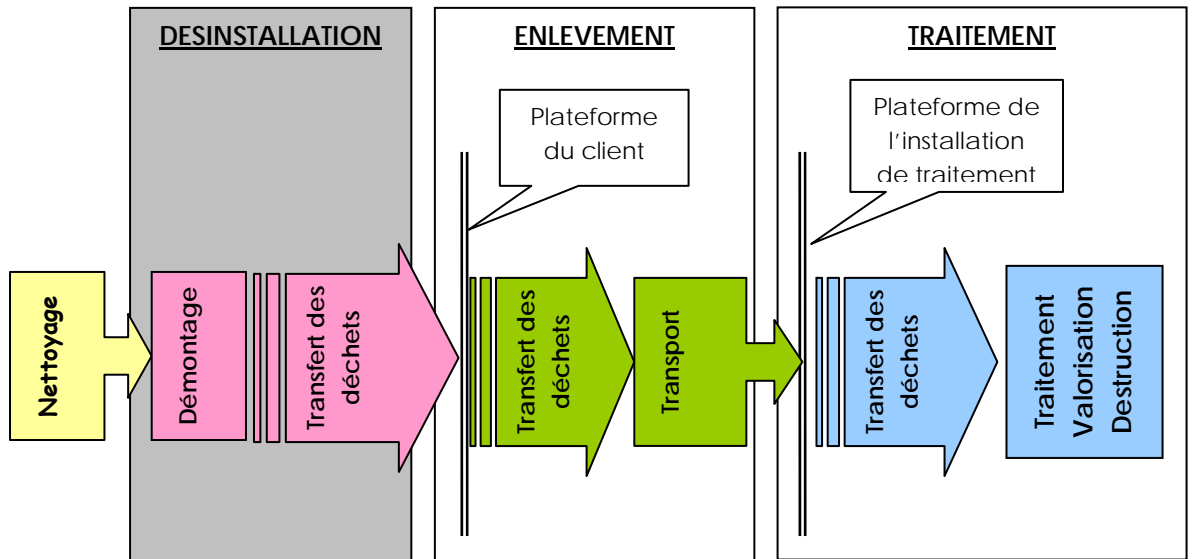 DESINSTALLATION
ENLEVEMENT
TRAITEMENT
Plateforme
du client
Plateforme de
l'installation
de traitement
Nettoyage
Démontage
Transfert des
déchets
Transfert des
déchets
Transport
Transfert des
déchets
Traitement
Valorisation
Destruction